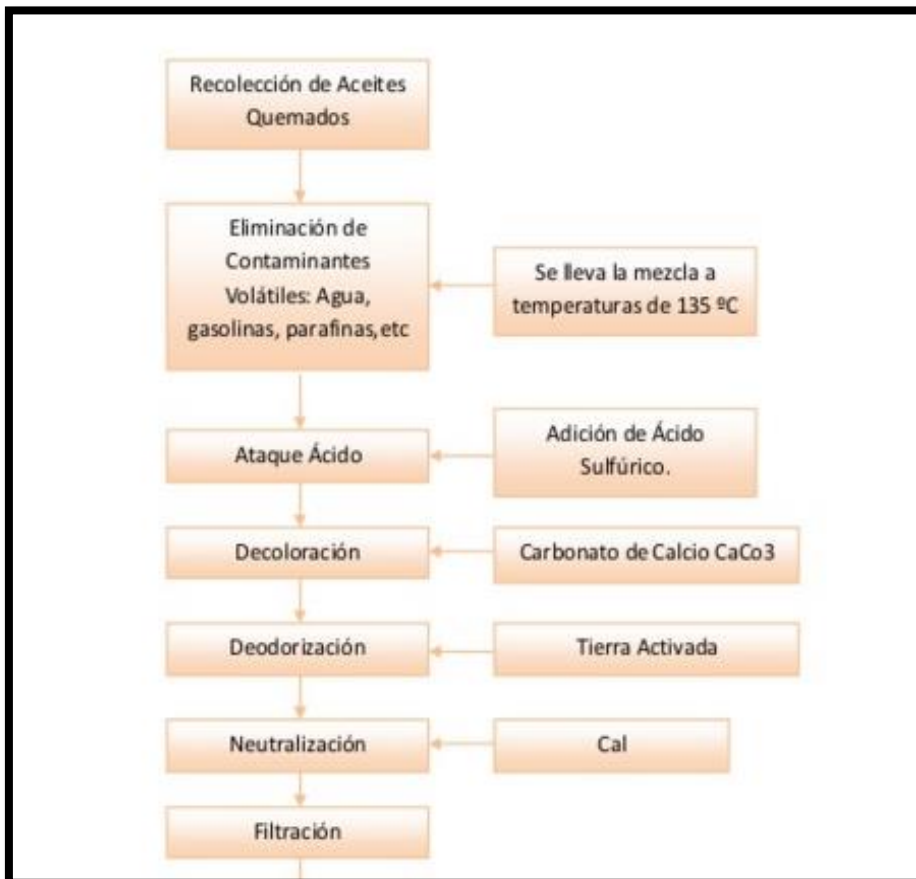 Recolección de Aceites
Quemados
Eliminación de
Contaminantes
Volátiles: Agua,
gasolinas, parafinas,etc
Se lleva la mezcla a
temperaturas de 135 ºC
Ataque Ácido
Adición de Ácido
Sulfúrico.
Decoloración
Carbonato de Calcio CaCo3
Deodorización
Tierra Activada
Neutralización
Cal
Filtración